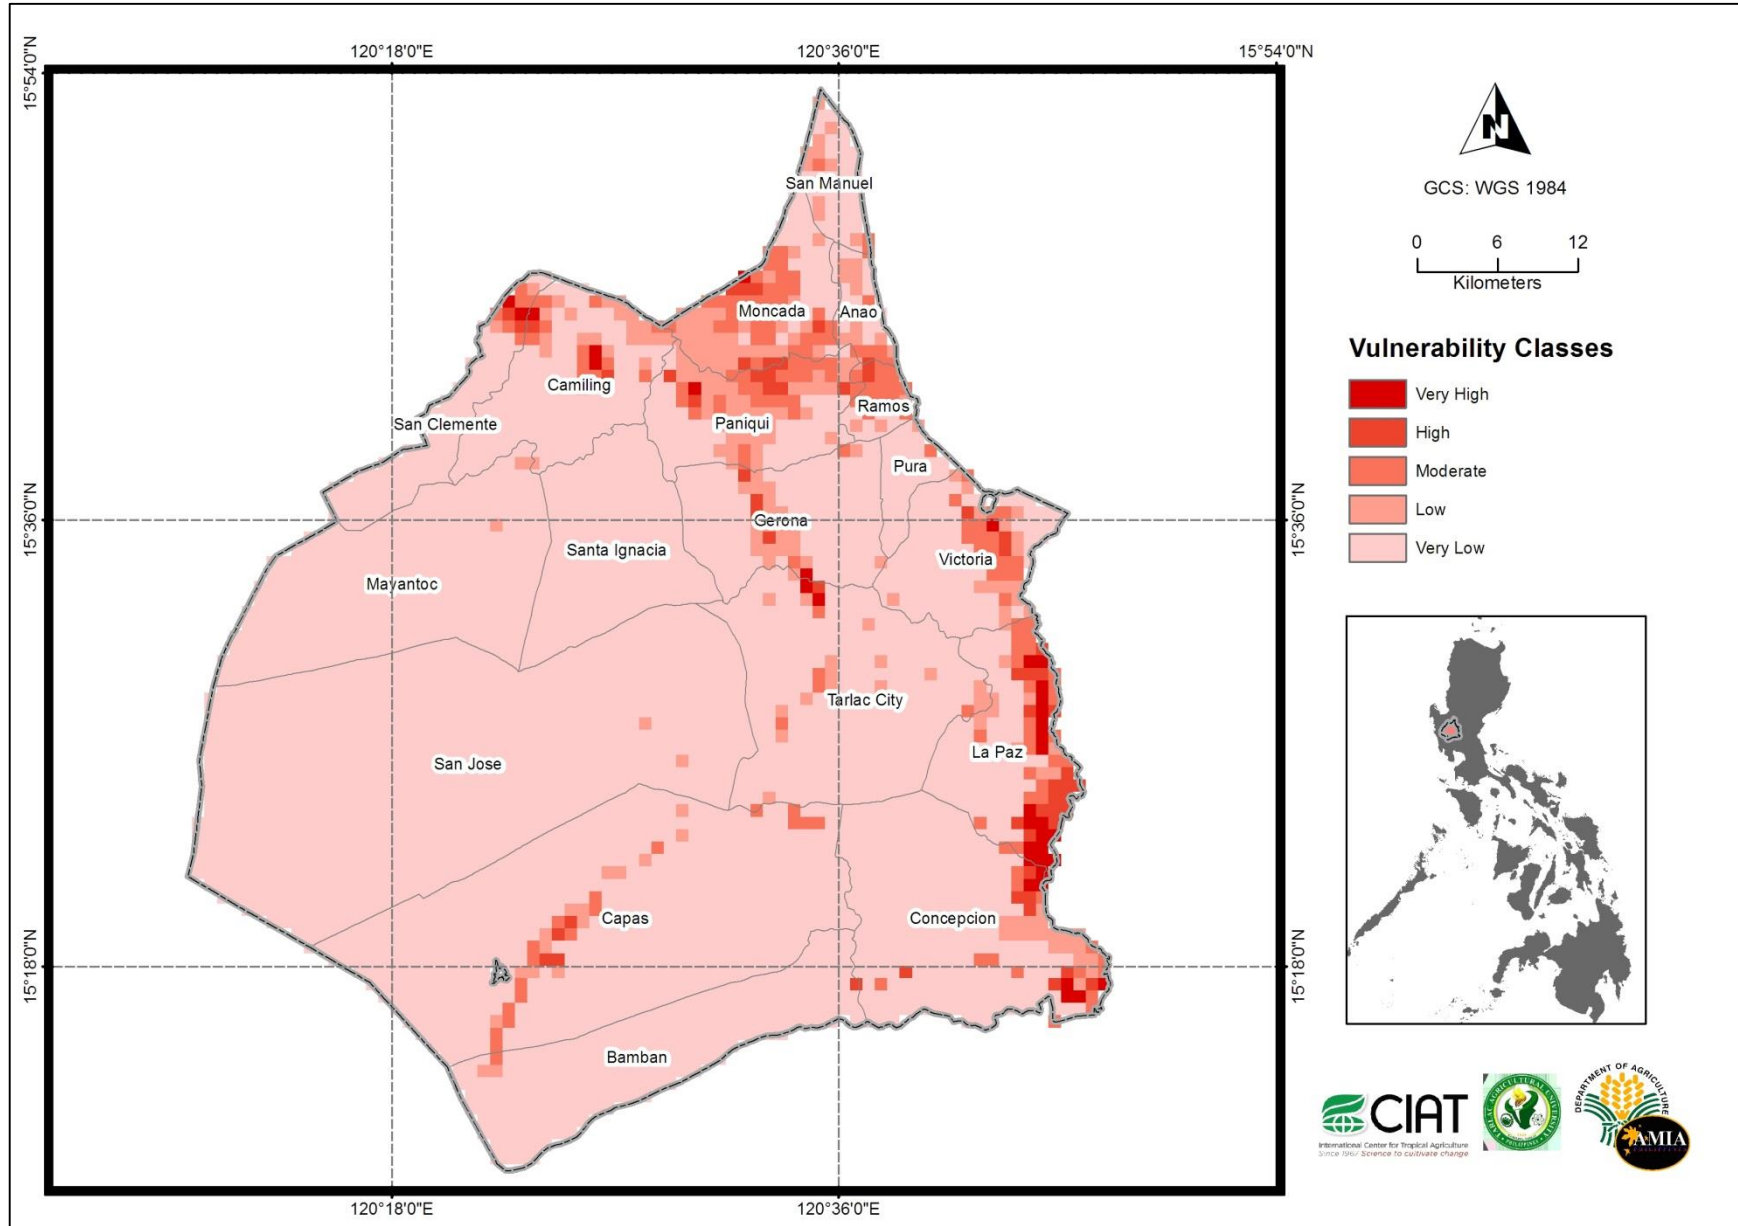 120°18'0"E
120°36'0"E
15°54'0"N
15°54'0"N
San Manuel
Moncada
Anao
Camiling
San Clemente
Paniqui
Ramos
Pura
15°36'0"N
15°36'0"N
Gerona
Santa Ignacia
Victoria
Mayantoc
Tarlac City
La Paz
San Jose
Capas
Concepcion
15°18'0"N
15°18'0"N
Bamban
120°18'0"E
120°36'0"E
N
GCS: WGS 1984
0 6 12
Kilometers
Vulnerability Classes
Very High
High
Moderate
Low
Very Low
CIAT
International Center for Tropical Agriculture
Since 1967 Science to cultivate change
TARLAC AGRICULTURAL UNIVERSITY
PHILIPPINES
DEPARTMENT OF AGRICULTURE
AMIA